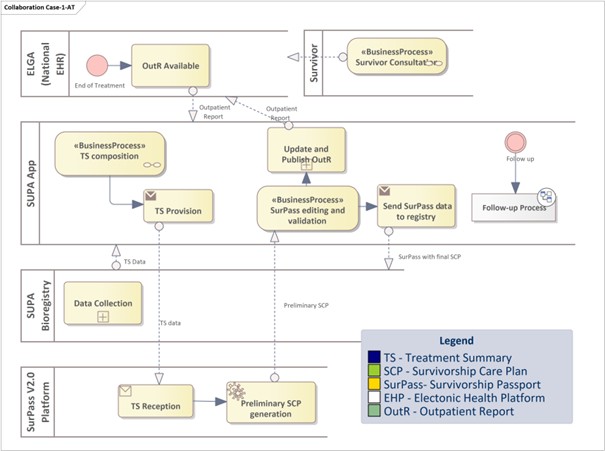 Collaboration Case-1-AT
ELGA
(National
EHR)
End of Treatment
OutR Available
Survivor
«BusinessProcess»
Survivor Consultation
Outpatient
Report
Outpatient
Report
SUPA App
«BusinessProcess»
TS composition
TS Provision
Update and
Publish OutR
«BusinessProcess»
SurPass editing and
validation
Send SurPass data
to registry
Follow up
Follow-up Process
TS Data
SurPass with final SCP
SUPA
Bioregistry
Data Collection
Preliminary SCP
TS data
SurPass V2.0
Platform
TS Reception
Preliminary SCP
generation
Legend
TS - Treatment Summary
SCP - Survivorship Care Plan
SurPass- Survivorship Passport
EHP - Electonic Health Platform
OutR - Outpatient Report